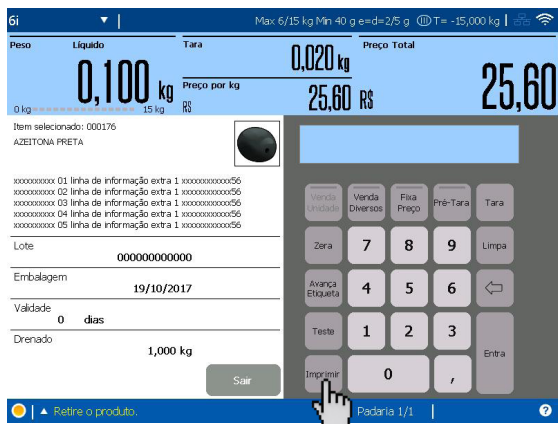 6i Max 6/15 kg Min 40 g e=d=2/5 g III T= -15,000 kg
Peso Líquido Tara Preço Total
0,100 kg 0,020 kg
Preço por kg
R$ 25,60 R$ 25,60
0 kg 15 kg
Item selecionado: 000176
AZEITONA PRETA
xxxxxxxxxx 01 linha de informação extra 1 xxxxxxxxxxx56
xxxxxxxxxx 02 linha de informação extra 1 xxxxxxxxxxx56
xxxxxxxxxx 03 linha de informação extra 1 xxxxxxxxxxx56
xxxxxxxxxx 04 linha de informação extra 1 xxxxxxxxxxx56
xxxxxxxxxx 05 linha de informação extra 1 xxxxxxxxxxx56
Lote
000000000000
Embalagem
19/10/2017
Validade
0 dias
Drenado
1,000 kg
Sair
Venda Unidade Venda Diversos Fixa Preço Pré-Tara Tara
Zera 7 8 9 Limpa
Avança Etiqueta 4 5 6
Teste 1 2 3
Entra
Imprimir 0 ,
Retire o produto. Padaria 1/1 ?